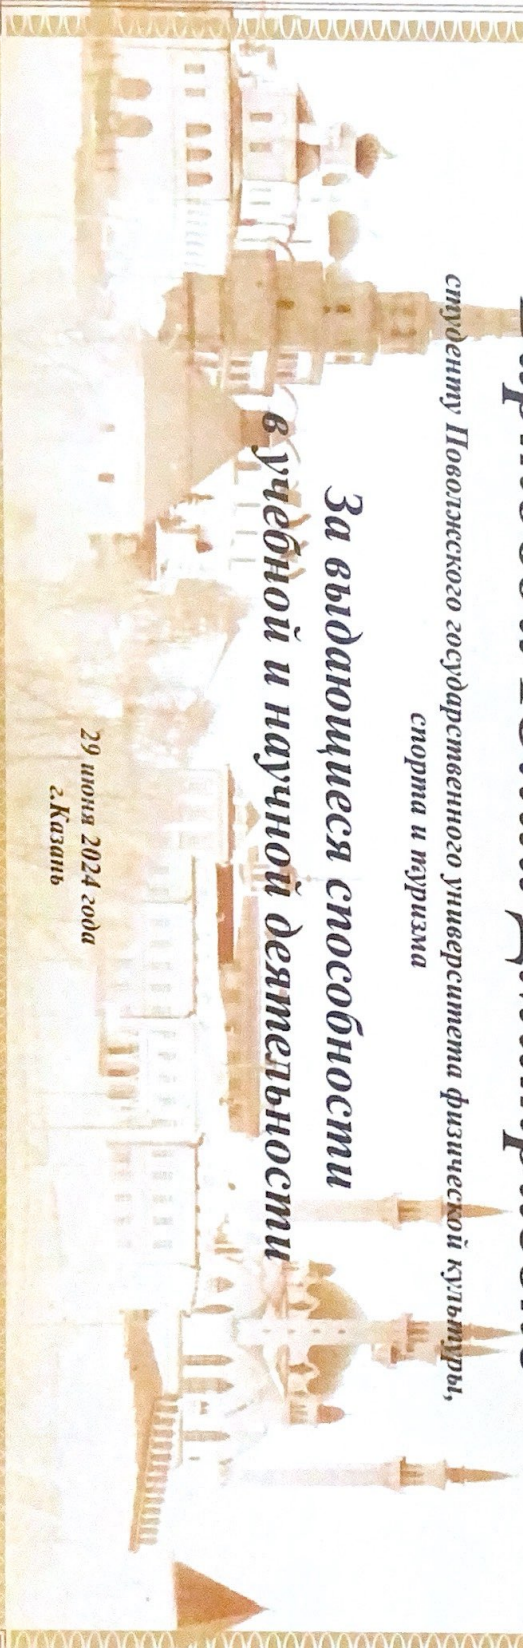 студенту Поволжского государственного университета физической культуры,
спорта и туризма
За выдающиеся способности
в учебной и научной деятельности
29 июня 2024 года
г.Казань